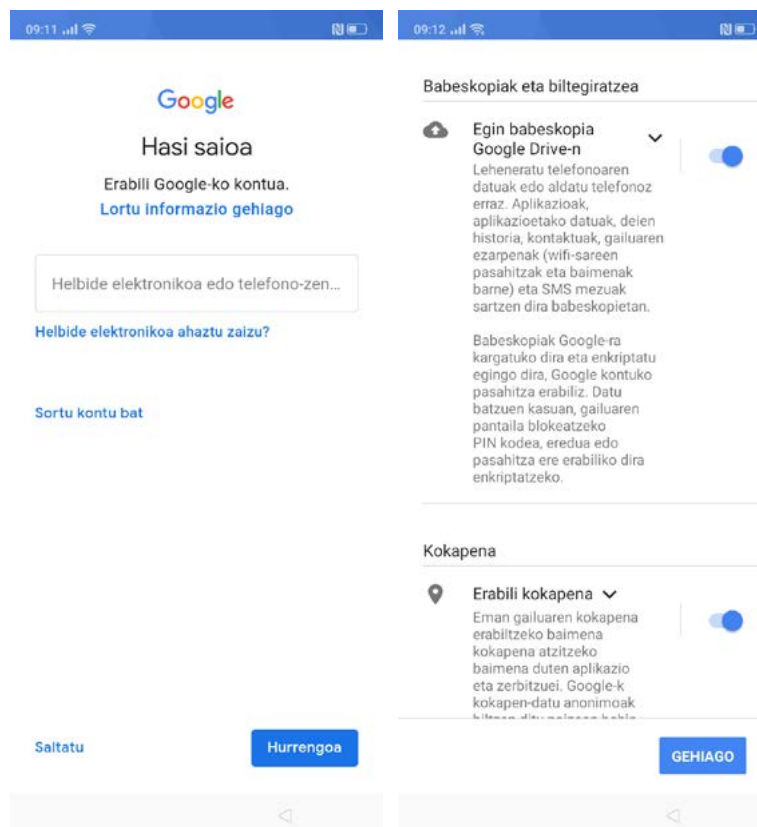 09:11
Google
Hasi saioa
Erabili Google-ko kontua.
Lortu informazio gehiago
Helbide elektronikoa edo telefono-zen...
Helbide elektronikoa ahaztu zaizu?
Sortu kontu bat
Saltatu
Hurrengoa
09:12
Babeskopiak eta biltegiratzea
Egin babeskopia
Google Drive-n
Leheneratu telefonoaren
datuak edo aldatu telefonoz
erraz. Aplikazioak,
aplikazioetako datuak, deien
historia, kontaktuak, gailuaren
ezarpenak (wifi-sareen
pasahitzak eta baimenak
barne) eta SMS mezuak
sartzen dira babeskopietan.
Babeskopiak Google-ra
kargatuko dira eta enkriptatu
egingo dira, Google kontuko
pasahitza erabiliz. Datu
batzuen kasuan, gailuaren
pantaila blokeatzeko
PIN kodea, eredua edo
pasahitza ere erabiliko dira
enkriptatzeko.
Kokapena
Erabili kokapena
Eman gailuaren kokapena
erabiltzeko baimena
kokapena atzitzeko
baimena duten aplikazio
eta zerbitzuei. Google-k
kokapen-datu anonimoak
GEHIAGO